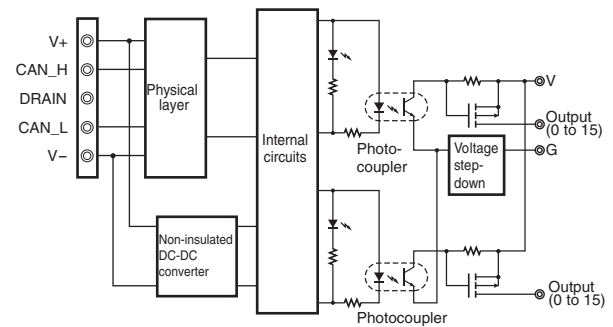 V+
CAN_H
DRAIN
CAN_L
V−
Physical
layer
Non-insulated
DC-DC
converter
Internal
circuits
Photo-
coupler
Voltage
step-
down
V
Output
(0 to 15)
G
Photocoupler
Output
(0 to 15)